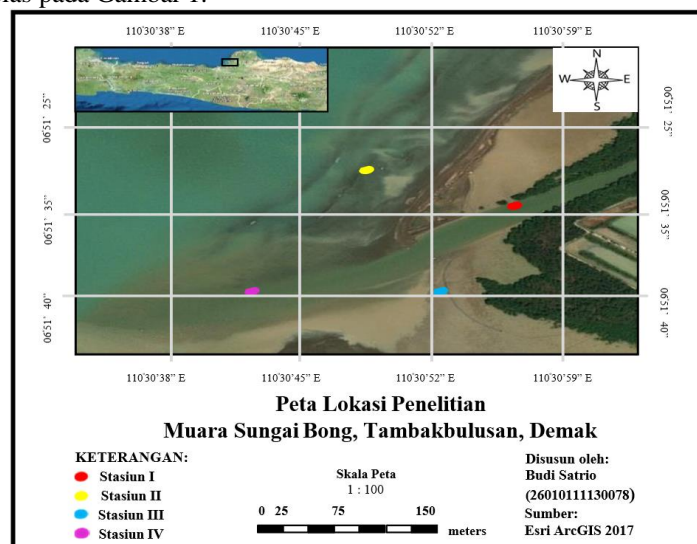 las pada Gambar 1.
110˚30'38” E 110˚30'45” E 110˚30'52” E 110˚30'59” E
N
W E
S
06˚51' 25” 06˚51' 25”
06˚51' 35” 06˚51' 35”
06˚51' 40” 06˚51' 40”
110˚30'38” E 110˚30'45” E 110˚30'52” E 110˚30'59” E
Peta Lokasi Penelitian
Muara Sungai Bong, Tambakbulusan, Demak
KETERANGAN:
Stasiun I
Stasiun II
Stasiun III
Stasiun IV
Skala Peta
1 : 100
0 25 75 150
meters
Disusun oleh:
Budi Satrio
(26010111130078)
Sumber:
Esri ArcGIS 2017